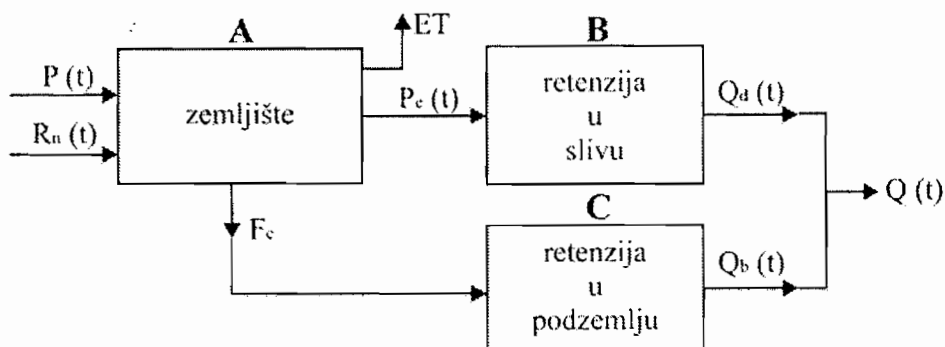 A
ET
B
P (t)
zemljište
Pe (t)
retenzija
u
slivu
Qd (t)
Rn (t)
Q (t)
Fe
C
retenzija
u
podzemlju
Qb (t)